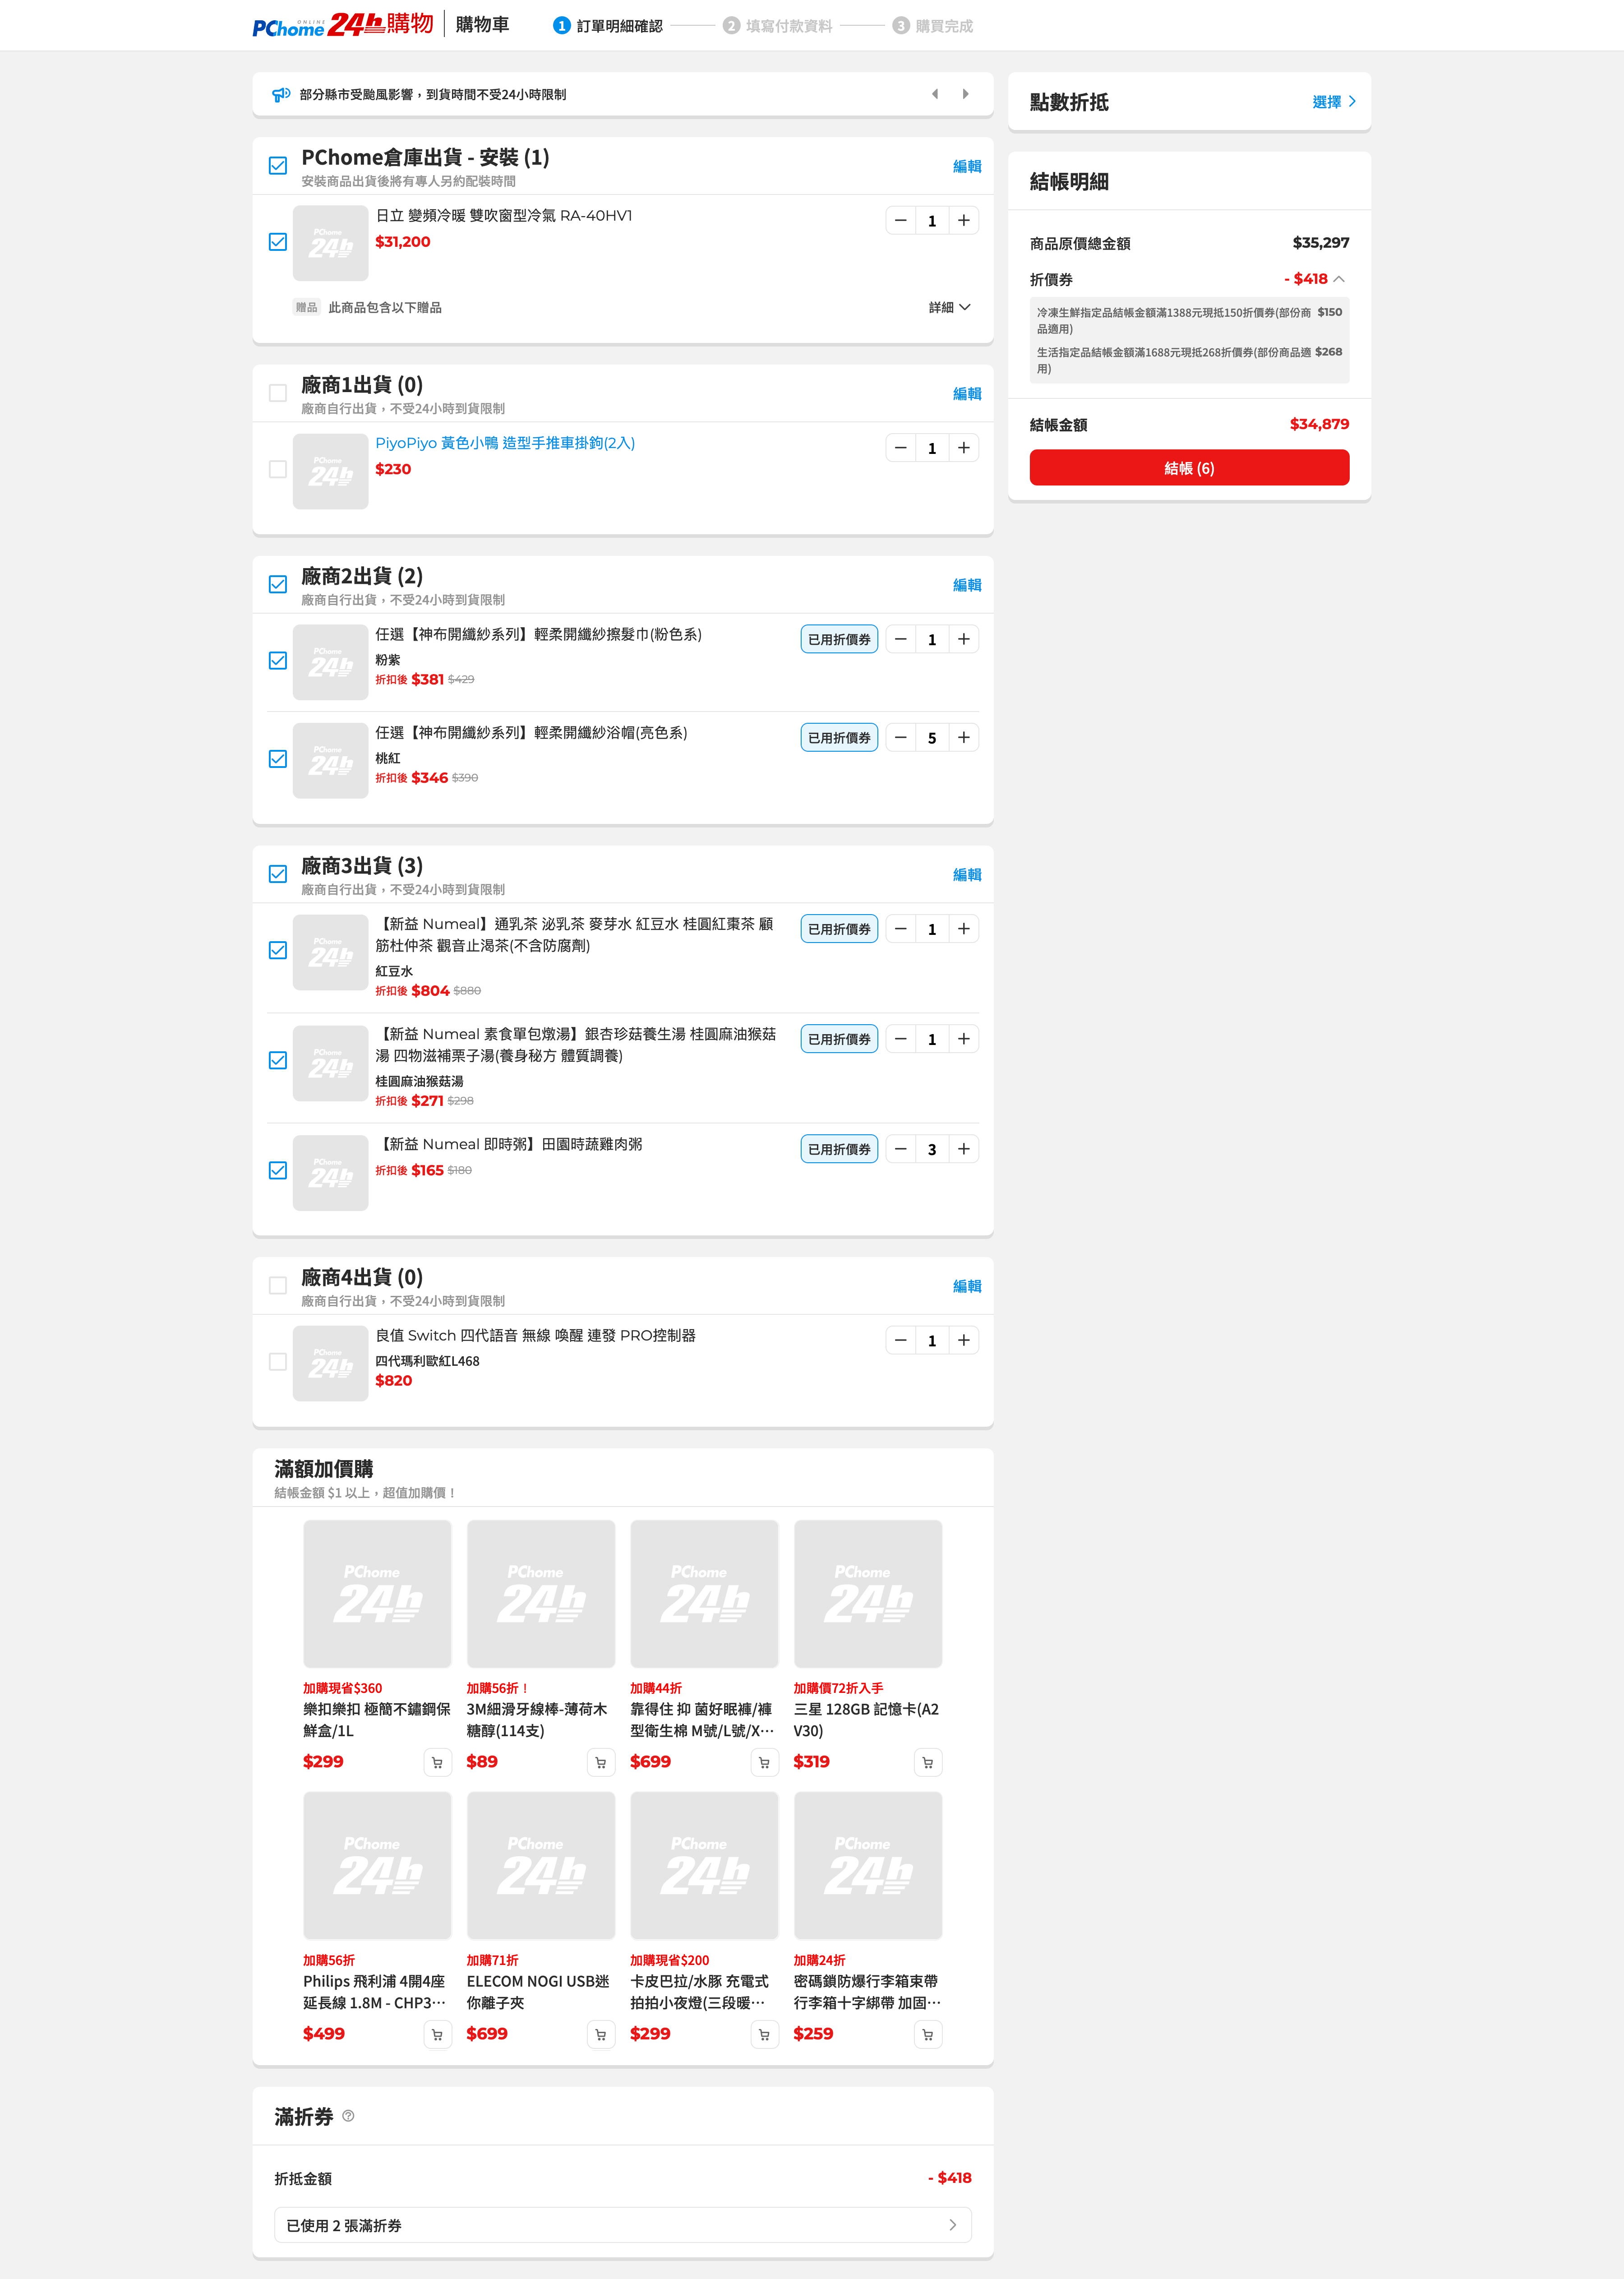 PChome ONLINE 24h購物 購物車 1 訂單明細確認 2 填寫付款資料 3 購買完成
部分縣市受颱風影響，到貨時間不受24小時限制
PChome倉庫出貨 - 安裝 (1)
安裝商品出貨後將有專人另約配裝時間
編輯
PChome
24h
日立 變頻冷暖 雙吹窗型冷氣 RA-40HV1
$31,200
1
贈品 此商品包含以下贈品 詳細
廠商1出貨 (0)
廠商自行出貨，不受24小時到貨限制
編輯
PChome
24h
PiyoPiyo 黃色小鴨 造型手推車掛鉤(2入)
$230
1
廠商2出貨 (2)
廠商自行出貨，不受24小時到貨限制
編輯
PChome
24h
任選【神布開纖紗系列】輕柔開纖紗擦髮巾(粉色系)
粉紫
折扣後 $381 $429
已用折價券 1
PChome
24h
任選【神布開纖紗系列】輕柔開纖紗浴帽(亮色系)
桃紅
折扣後 $346 $390
已用折價券 5
廠商3出貨 (3)
廠商自行出貨，不受24小時到貨限制
編輯
PChome
24h
【新益 Numeal】通乳茶 泌乳茶 麥芽水 紅豆水 桂圓紅棗茶 顧
筋杜仲茶 觀音止渴茶(不含防腐劑)
紅豆水
折扣後 $804 $880
已用折價券 1
PChome
24h
【新益 Numeal 素食單包燉湯】銀杏珍菇養生湯 桂圓麻油猴菇
湯 四物滋補栗子湯(養身秘方 體質調養)
桂圓麻油猴菇湯
折扣後 $271 $298
已用折價券 1
PChome
24h
【新益 Numeal 即時粥】田園時蔬雞肉粥
折扣後 $165 $180
已用折價券 3
廠商4出貨 (0)
廠商自行出貨，不受24小時到貨限制
編輯
PChome
24h
良值 Switch 四代語音 無線 喚醒 連發 PRO控制器
四代瑪利歐紅L468
$820
1
滿額加價購
結帳金額 $1 以上，超值加購價！
PChome
24h
加購現省$360
樂扣樂扣 極簡不鏽鋼保
鮮盒/1L
$299
PChome
24h
加購56折！
3M細滑牙線棒-薄荷木
糖醇(114支)
$89
PChome
24h
加購44折
靠得住 抑 菌好眠褲/褲
型衛生棉 M號/L號/X…
$699
PChome
24h
加購價72折入手
三星 128GB 記憶卡(A2
V30)
$319
PChome
24h
加購56折
Philips 飛利浦 4開4座
延長線 1.8M - CHP3…
$499
PChome
24h
加購71折
ELECOM NOGI USB迷
你離子夾
$699
PChome
24h
加購現省$200
卡皮巴拉/水豚 充電式
拍拍小夜燈(三段暖…
$299
PChome
24h
加購24折
密碼鎖防爆行李箱束帶
行李箱十字綁帶 加固…
$259
滿折券
折抵金額 - $418
已使用 2 張滿折券
點數折抵 選擇
結帳明細
商品原價總金額 $35,297
折價券 - $418
冷凍生鮮指定品結帳金額滿1388元現抵150折價券(部份商 $150
品適用)
生活指定品結帳金額滿1688元現抵268折價券(部份商品適 $268
用)
結帳金額 $34,879
結帳 (6)